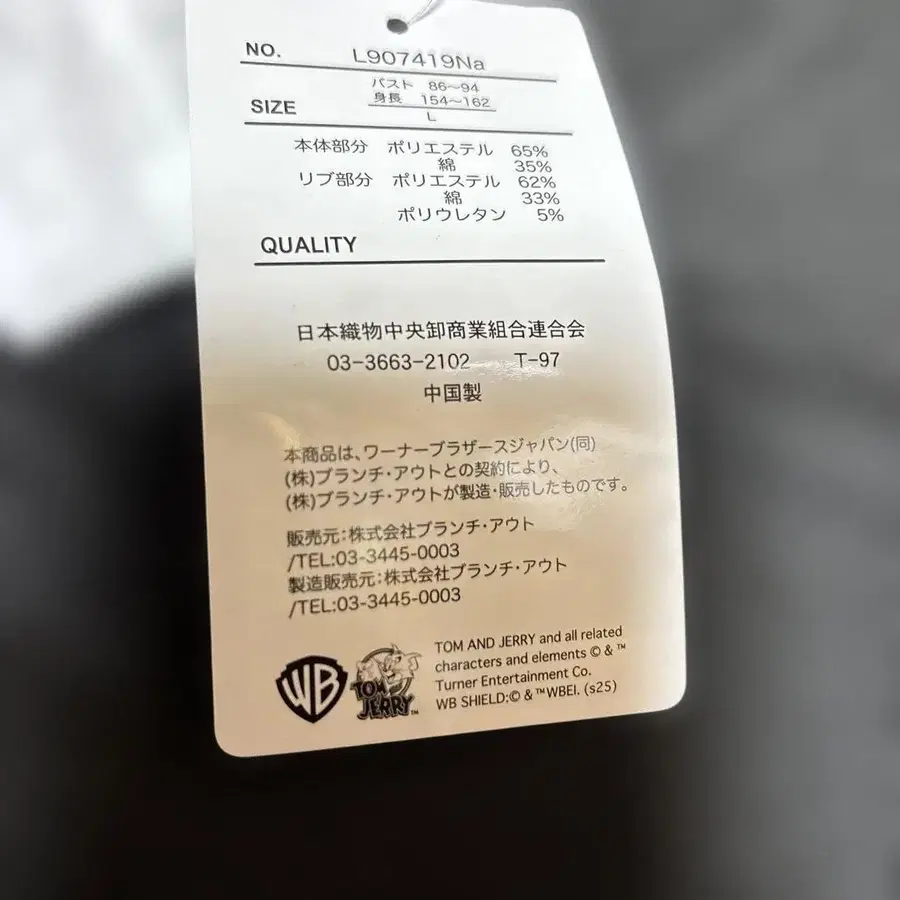 NO. L907419Na
バスト 86〜94
身長 154〜162
SIZE
L
本体部分 ポリエステル 65%
綿 35%
リブ部分 ポリエステル 62%
綿 33%
ポリウレタン 5%
QUALITY
日本織物中央卸商業組合連合会
03-3663-2102 T-97
中国製
本商品は、ワーナーブラザースジャパン(同)
(株)ブランチ・アウトとの契約により、
(株)ブランチ・アウトが製造・販売したものです。
販売元:株式会社ブランチ・アウト
/TEL:03-3445-0003
製造販売元:株式会社ブランチ・アウト
/TEL:03-3445-0003
WB
TOM AND JERRY™
TOM AND JERRY and all related
characters and elements © & ™
Turner Entertainment Co.
WB SHIELD:© & ™WBEI. (s25)